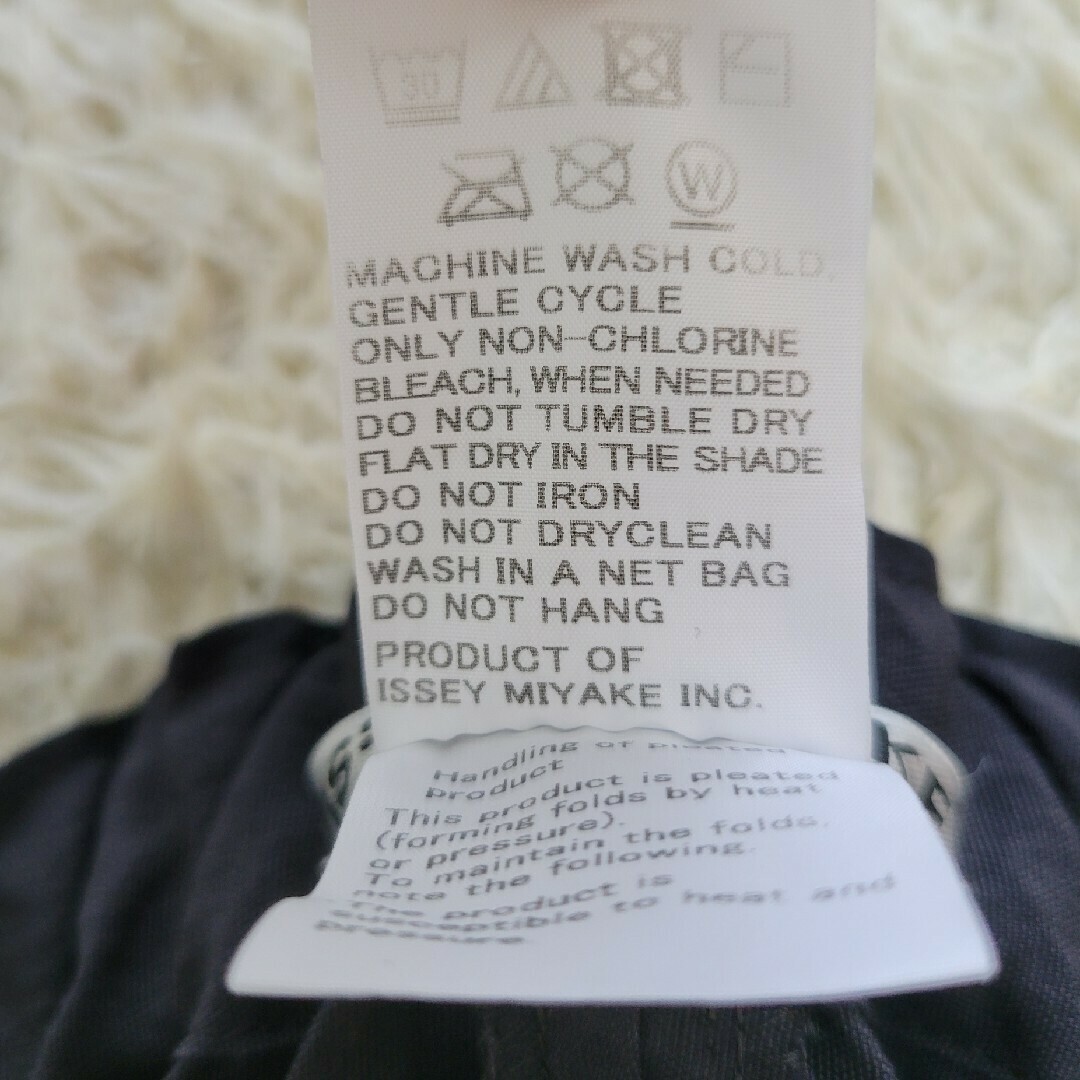 30
W
MACHINE WASH COLD
GENTLE CYCLE
ONLY NON-CHLORINE
BLEACH, WHEN NEEDED
DO NOT TUMBLE DRY
FLAT DRY IN THE SHADE
DO NOT IRON
DO NOT DRYCLEAN
WASH IN A NET BAG
DO NOT HANG
PRODUCT OF
ISSEY MIYAKE INC.
Handling of pleated
product
This product is pleated
(forming folds by heat
or pressure).
To maintain the folds,
note the following.
The product is
susceptible to heat and
pressure.